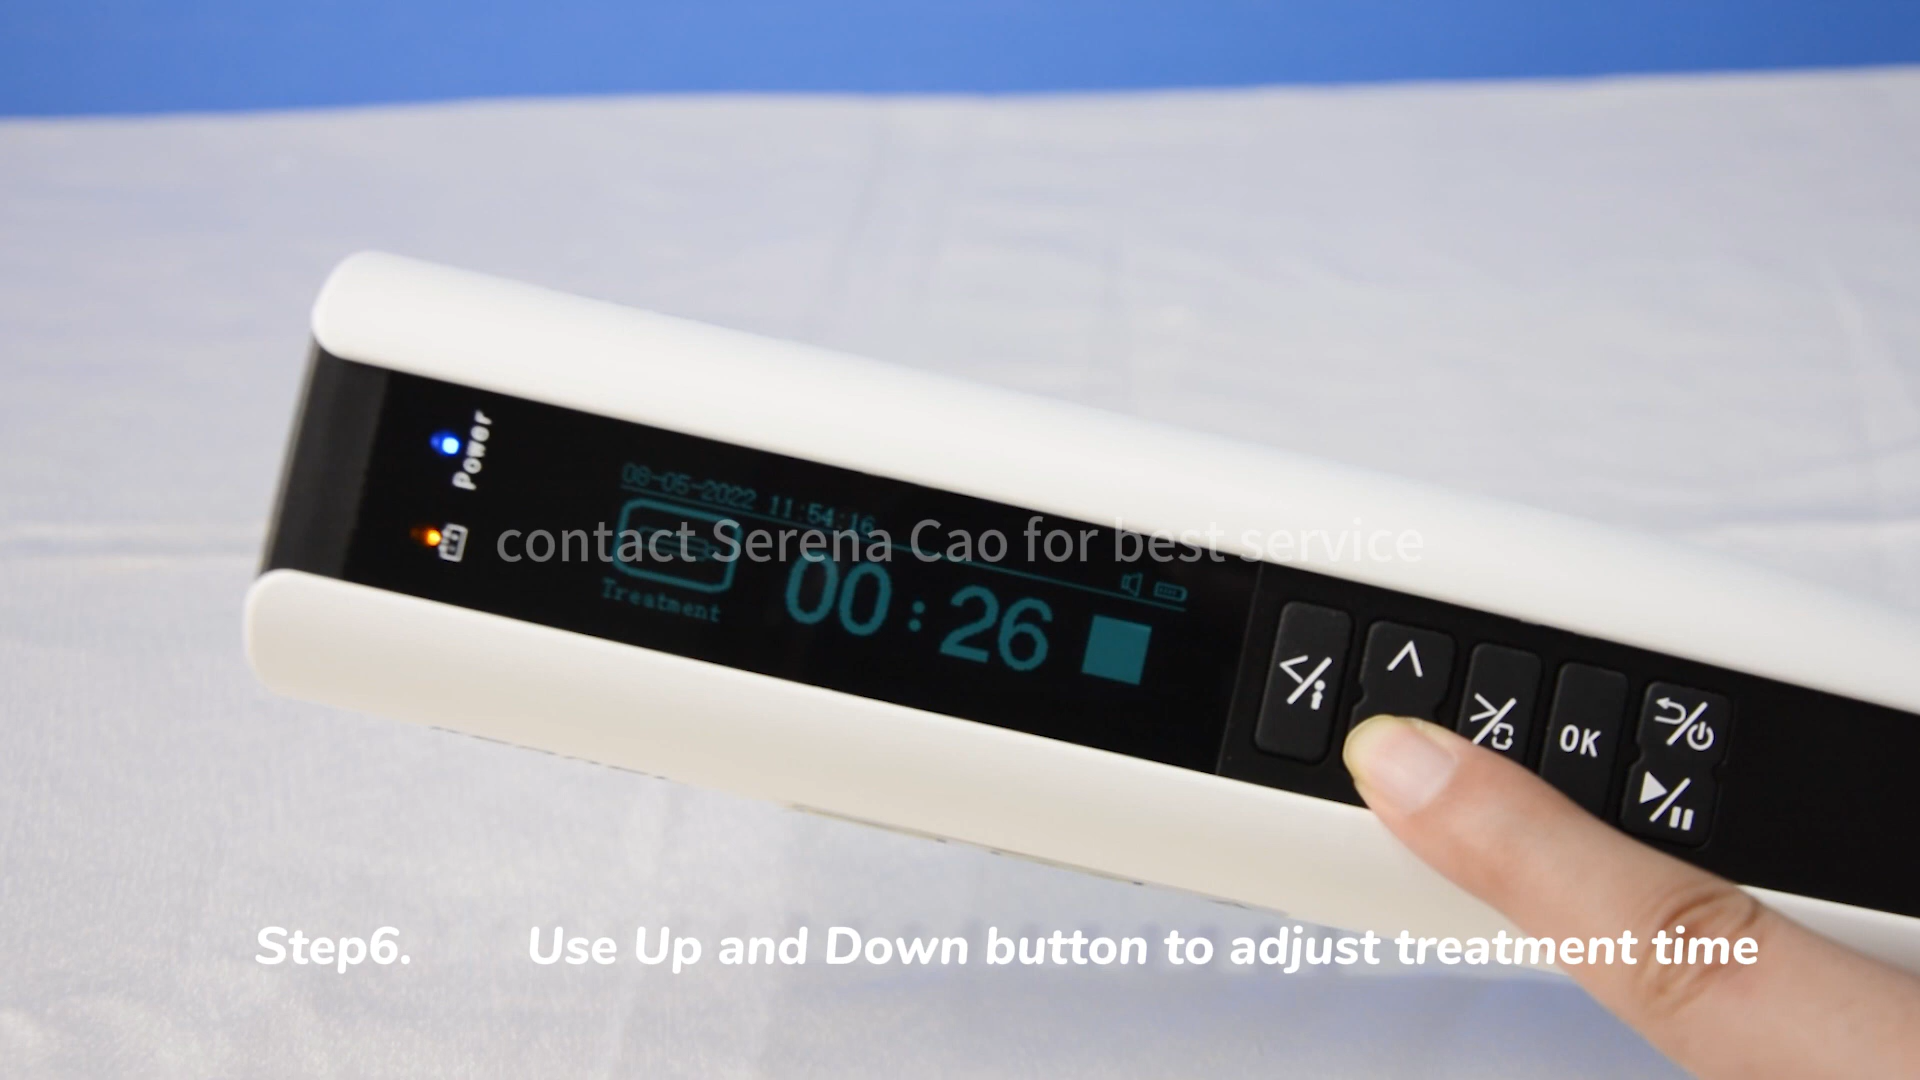 Power
08-05-2022 11:54:16
contact Serena Cao for best service
Treatment
00:26
OK
Step6. Use Up and Down button to adjust treatment time